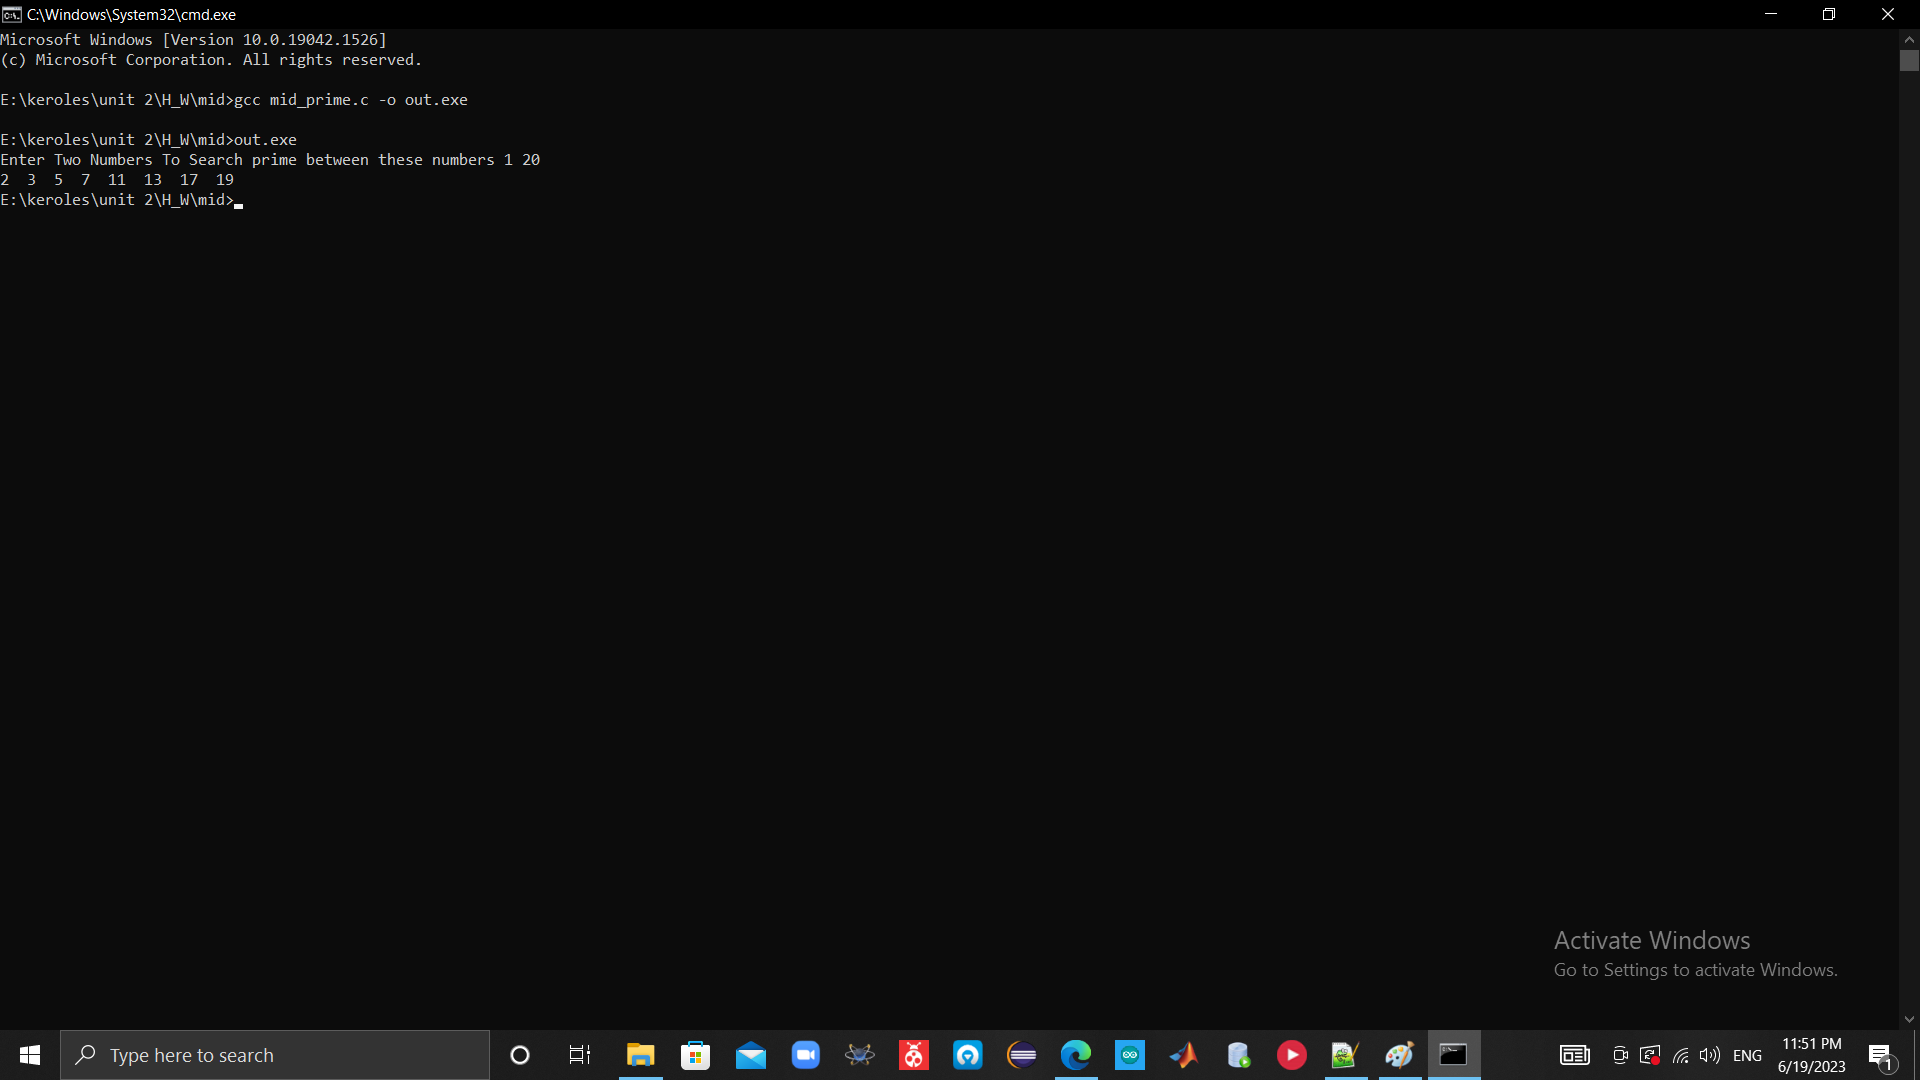 C:\Windows\System32\cmd.exe
Microsoft Windows [Version 10.0.19042.1526]
(c) Microsoft Corporation. All rights reserved.
E:\keroles\unit 2\H_W\mid>gcc mid_prime.c -o out.exe
E:\keroles\unit 2\H_W\mid>out.exe
Enter Two Numbers To Search prime between these numbers 1 20
2  3  5  7  11  13  17  19
E:\keroles\unit 2\H_W\mid>
Activate Windows
Go to Settings to activate Windows.
Type here to search
ENG
11:51 PM
6/19/2023
1